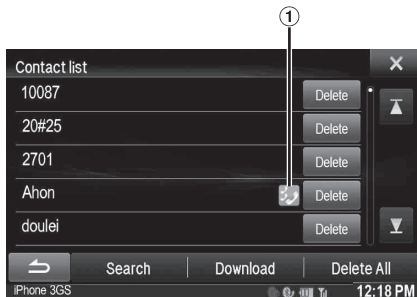 1
Contact list
10087 Delete
20#25 Delete
2701 Delete
Ahon Delete
doulei Delete
Search Download Delete All
iPhone 3GS 12:18 PM